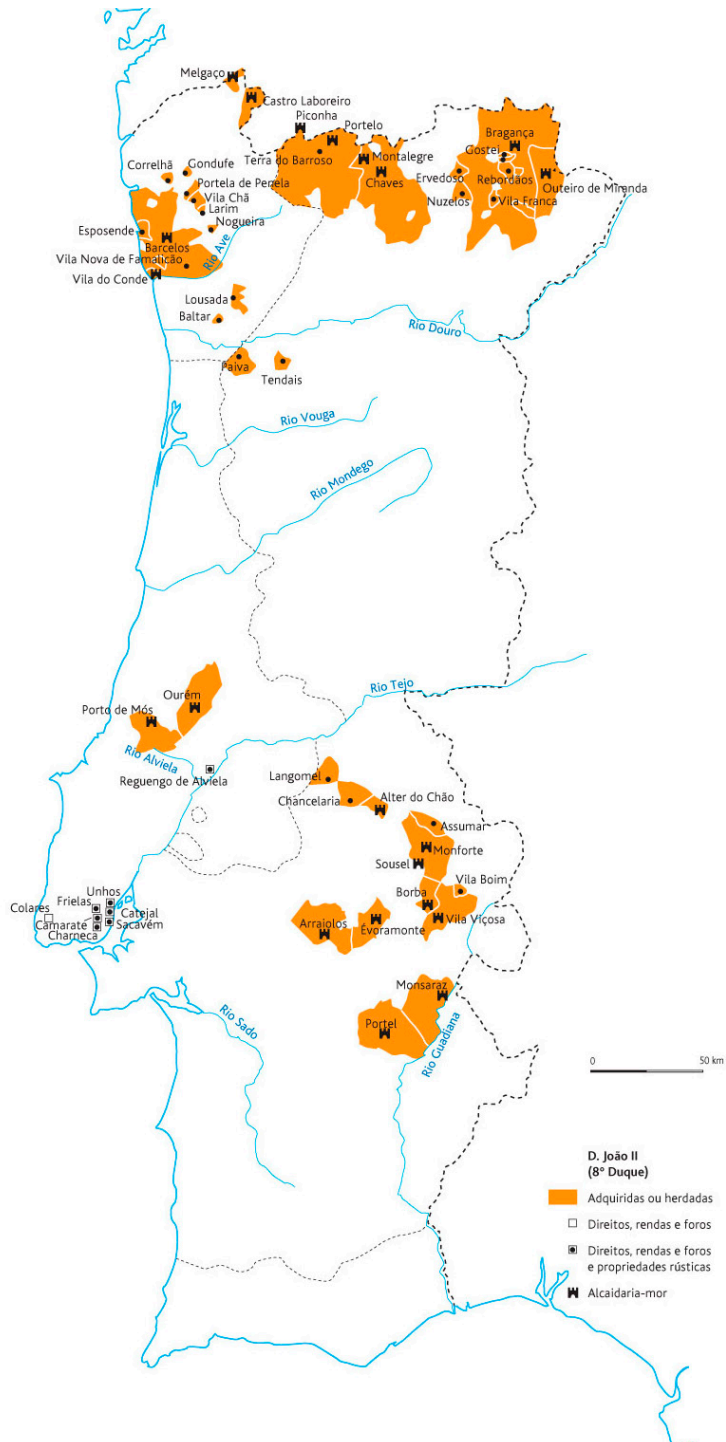 Melgaço
Castro Laboreiro
Piconha
Portelo
Bragança
Gostei
Correlhã
Gondufe
Terra do Barroso
Montalegre
Ervedoso
Rebordãos
Outeiro de Miranda
Portela de Penela
Chaves
Vila Chã
Nuzelos
Vila Franca
Larim
Nogueira
Esposende
Barcelos
Rio Ave
Vila Nova de Famalicão
Vila do Conde
Lousada
Baltar
Rio Douro
Paiva
Tendais
Rio Vouga
Rio Mondego
Rio Tejo
Ourém
Porto de Mós
Rio Alviela
Reguengo de Alviela
Langomel
Chancelaria
Alter do Chão
Assumar
Monforte
Sousel
Vila Boim
Borba
Vila Viçosa
Unhos
Frielas
Colares
Catejal
Camarate
Sacavém
Charneca
Arraiolos
Évoramonte
Monsaraz
Portel
Rio Sado
Rio Guadiana
0 50 km
D. João II
(8º Duque)
Adquiridas ou herdadas
Direitos, rendas e foros
Direitos, rendas e foros
e propriedades rústicas
Alcaidaria-mor